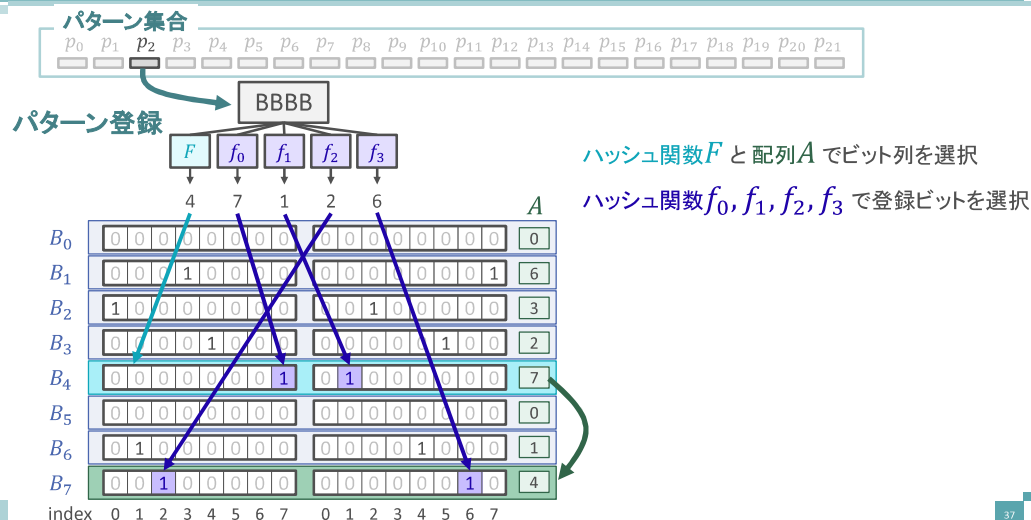 パターン集合
p0 p1 p2 p3 p4 p5 p6 p7 p8 p9 p10 p11 p12 p13 p14 p15 p16 p17 p18 p19 p20 p21
BBBB
パターン登録
F f0 f1 f2 f3
ハッシュ関数F と 配列A でビット列を選択
4 7 1 2 6
ハッシュ関数f0, f1, f2, f3 で登録ビットを選択
A
B0 0 0 0 0 0 0 0 0 0 0 0 0 0 0 0 0 0
B1 0 0 0 1 0 0 0 0 0 0 0 0 0 0 0 1 6
B2 1 0 0 0 0 0 0 0 0 0 1 0 0 0 0 0 3
B3 0 0 0 0 1 0 0 0 0 0 0 0 0 1 0 0 2
B4 0 0 0 0 0 0 0 1 0 1 0 0 0 0 0 0 7
B5 0 0 0 0 0 0 0 0 0 0 0 0 0 0 0 0 0
B6 0 1 0 0 0 0 0 0 0 0 0 0 1 0 0 0 1
B7 0 0 1 0 0 0 0 0 0 0 0 0 0 0 1 0 4
index 0 1 2 3 4 5 6 7 0 1 2 3 4 5 6 7
37